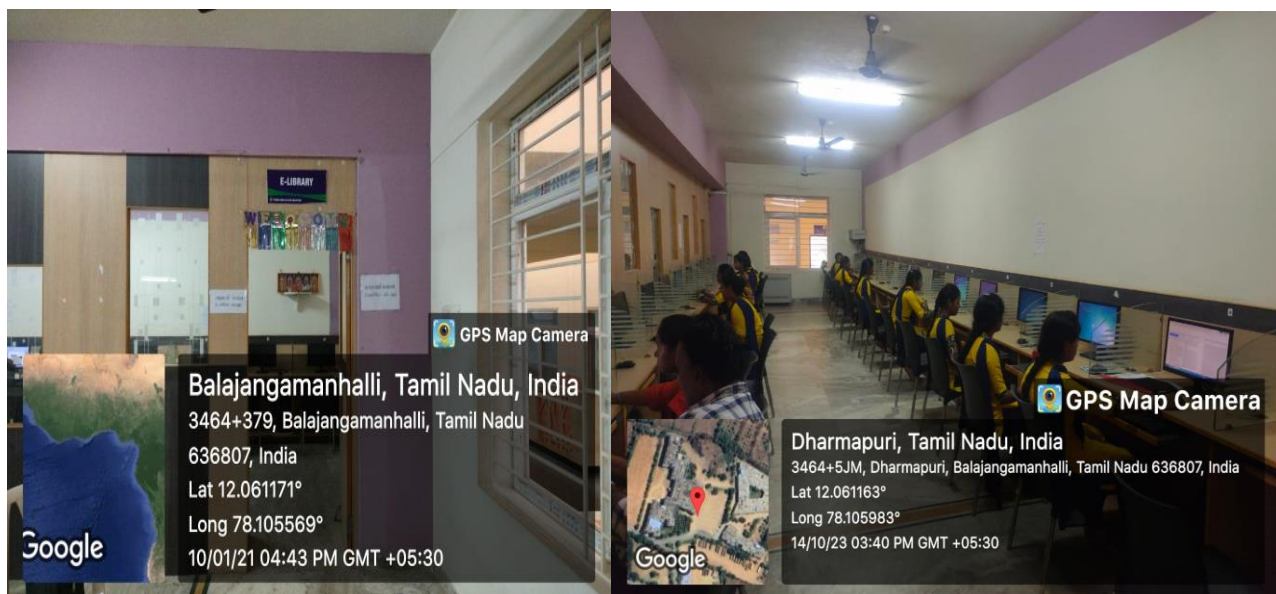 E-LIBRARY
WELCOME
GPS Map Camera
Balajangamanhalli, Tamil Nadu, India
3464+379, Balajangamanhalli, Tamil Nadu
636807, India
Lat 12.061171°
Long 78.105569°
10/01/21 04:43 PM GMT +05:30
Google
GPS Map Camera
Dharmapuri, Tamil Nadu, India
3464+5JM, Dharmapuri, Balajangamanhalli, Tamil Nadu 636807, India
Lat 12.061163°
Long 78.105983°
14/10/23 03:40 PM GMT +05:30
Google